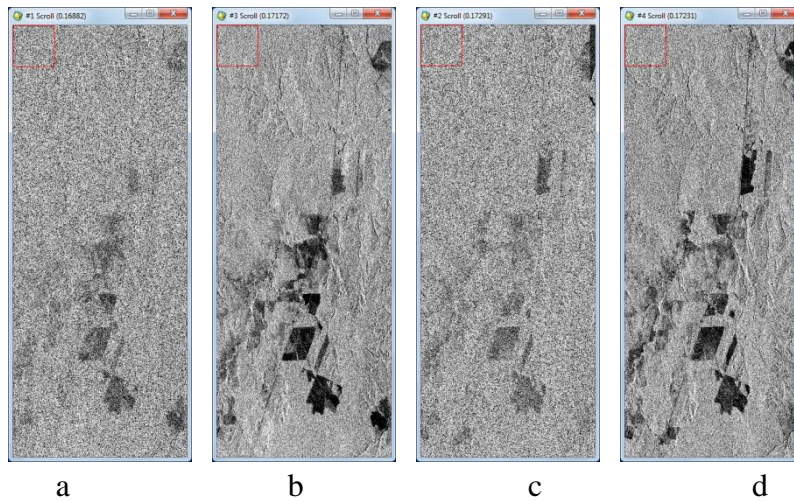 #1 Scroll (0.16882)
#3 Scroll (0.17172)
#2 Scroll (0.17291)
#4 Scroll (0.17231)
a
b
c
d